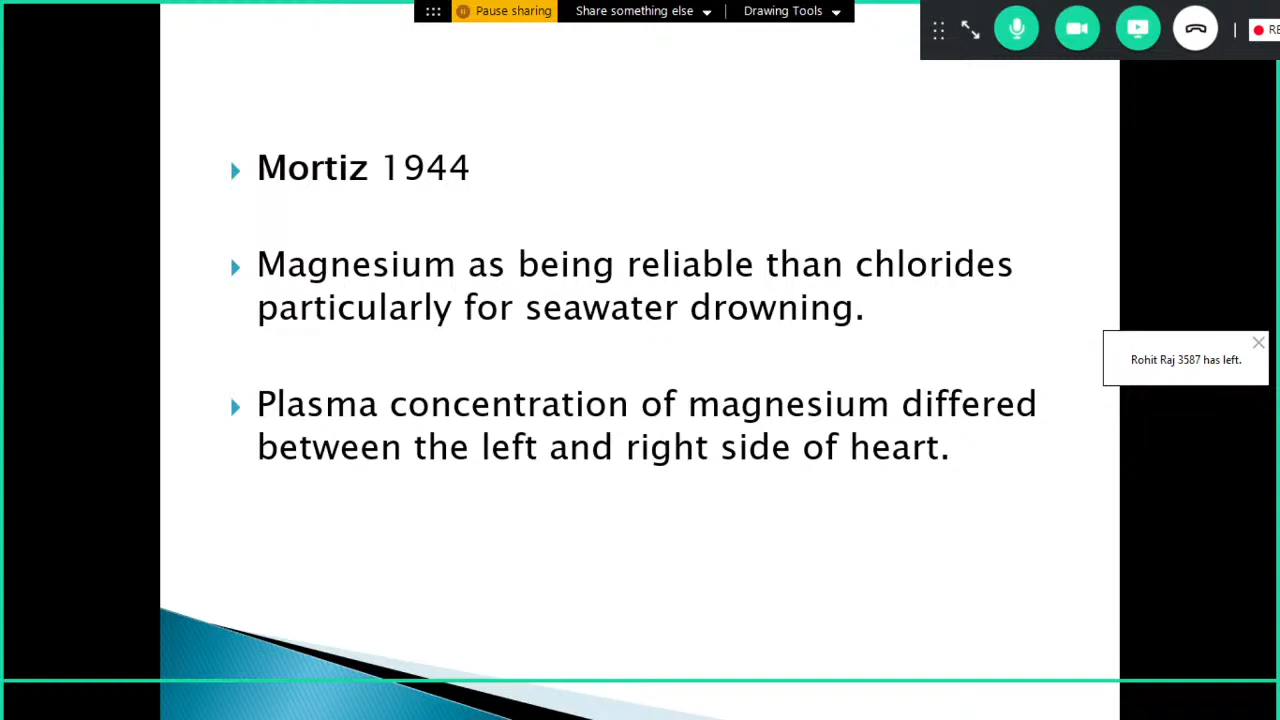 Pause sharing
Share something else
Drawing Tools
RE
Mortiz 1944
Magnesium as being reliable than chlorides
particularly for seawater drowning.
Rohit Raj 3587 has left.
Plasma concentration of magnesium differed
between the left and right side of heart.